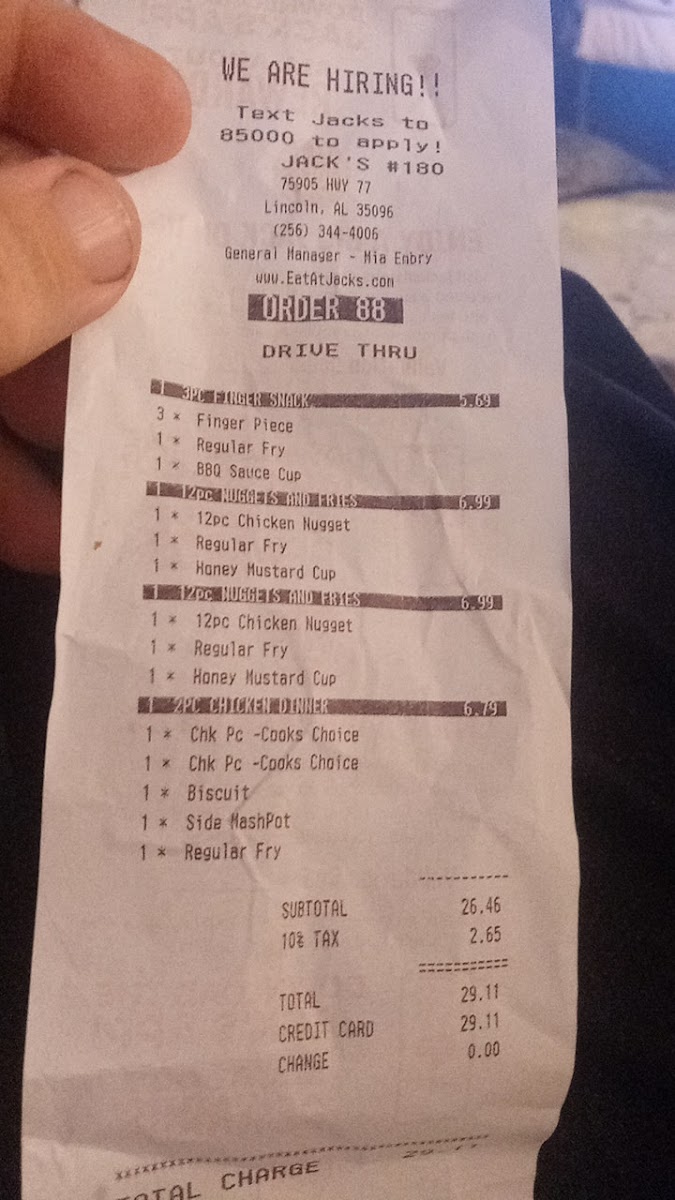 WE ARE HIRING!!
Text Jacks to
85000 to apply!
JACK'S #180
75905 HWY 77
Lincoln, AL 35096
(256) 344-4006
General Manager - Mia Embry
www.EatAtJacks.com
ORDER 88
DRIVE THRU
1 3PC FINGER SNACK 5.69
3 * Finger Piece
1 * Regular Fry
1 * BBQ Sauce Cup
1 12pc NUGGETS AND FRIES 6.99
1 * 12pc Chicken Nugget
1 * Regular Fry
1 * Honey Mustard Cup
1 12pc NUGGETS AND FRIES 6.99
1 * 12pc Chicken Nugget
1 * Regular Fry
1 * Honey Mustard Cup
1 2PC CHICKEN DINNER 6.79
1 * Chk Pc -Cooks Choice
1 * Chk Pc -Cooks Choice
1 * Biscuit
1 * Side MashPot
1 * Regular Fry
----------
SUBTOTAL 26.46
10% TAX 2.65
===========
TOTAL 29.11
CREDIT CARD 29.11
CHANGE 0.00
TOTAL CHARGE